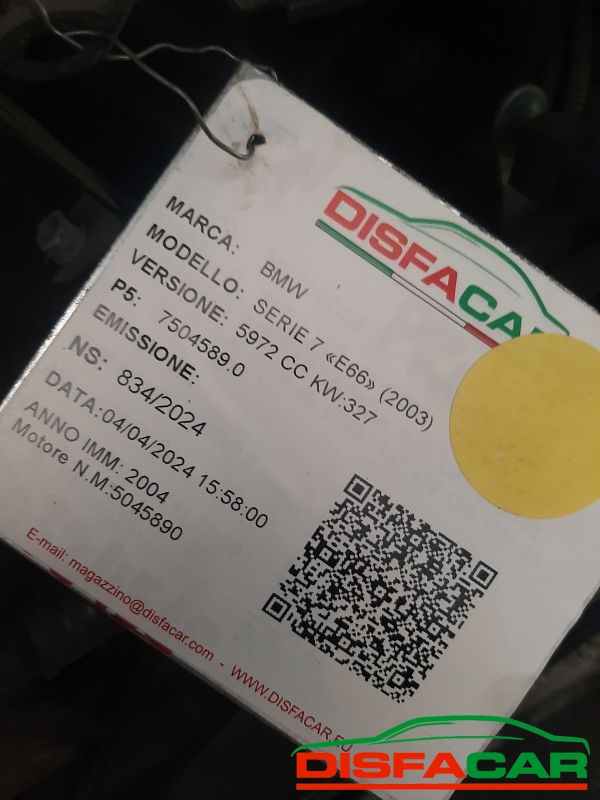 DISFACAR
MARCA: BMW
MODELLO: SERIE 7 «E66» (2003)
VERSIONE: 5972 CC KW:327
P5: 7504589.0
EMISSIONE:
NS: 834/2024
DATA:04/04/2024 15:58:00
ANNO IMM: 2004
Motore N.M:5045890
E-mail: magazzino@disfacar.com - WWW.DISFACAR.EU
DISFACAR